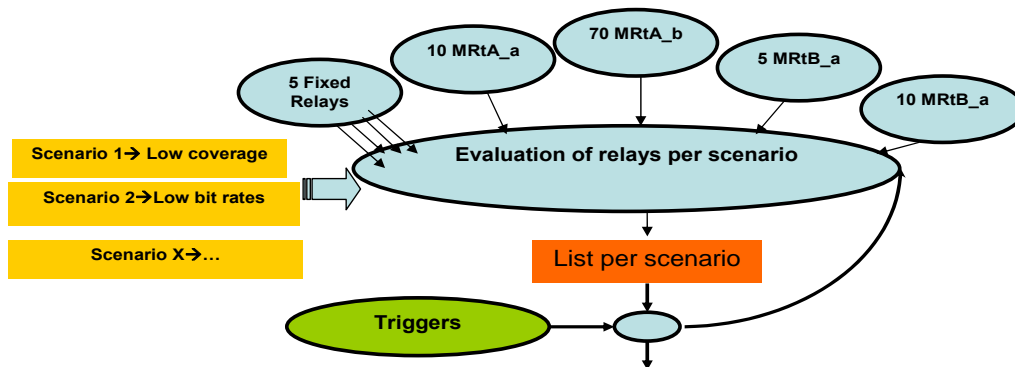 70 MRtA_b
10 MRtA_a
5 MRtB_a
5 Fixed
Relays
10 MRtB_a
Scenario 1→ Low coverage
Evaluation of relays per scenario
Scenario 2→Low bit rates
Scenario X→…
List per scenario
Triggers